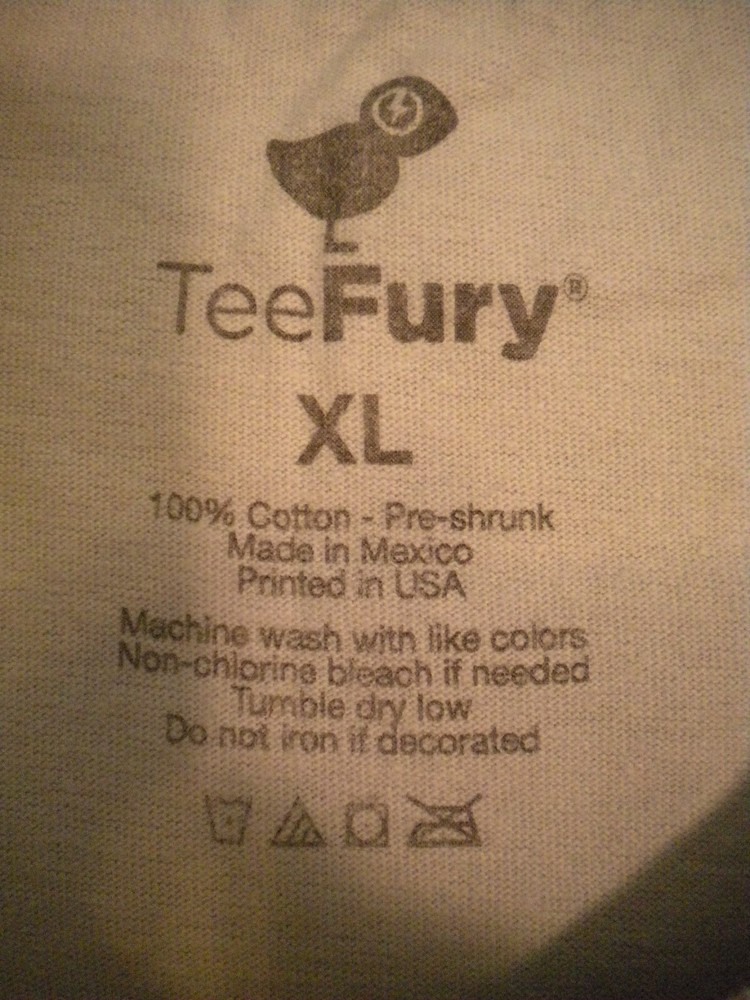 TeeFury®
XL
100% Cotton - Pre-shrunk
Made in Mexico
Printed in USA
Machine wash with like colors
Non-chlorine bleach if needed
Tumble dry low
Do not iron if decorated